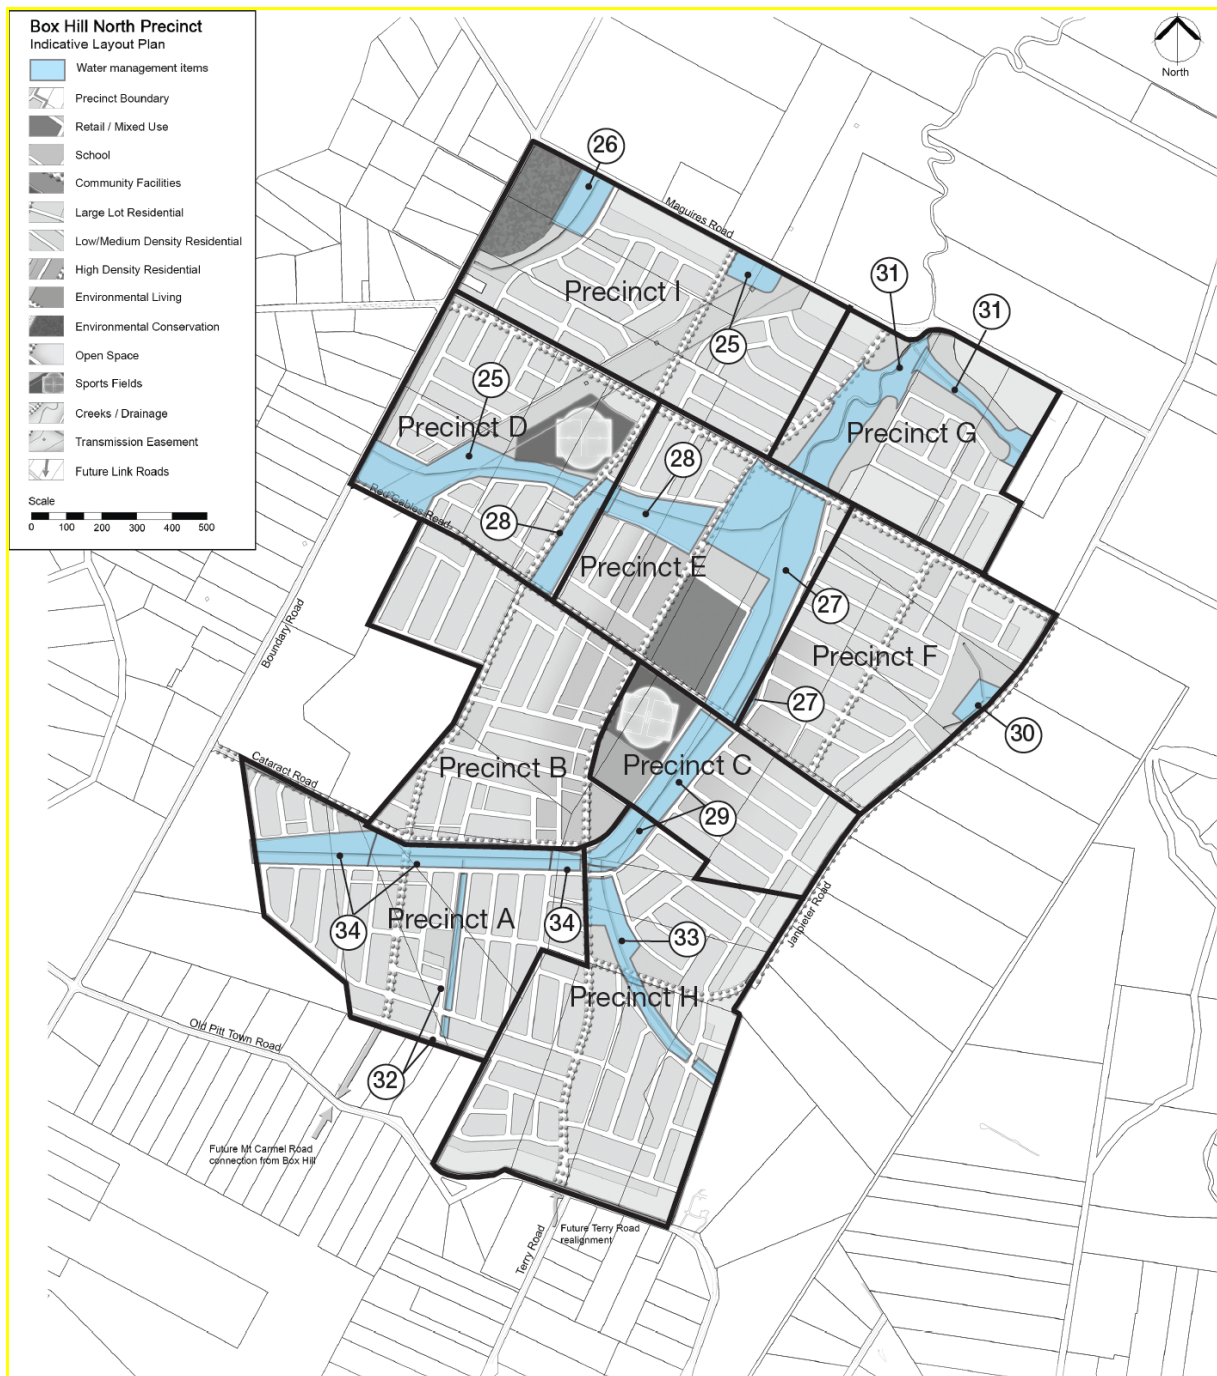 Box Hill North Precinct
Indicative Layout Plan
Water management items
Precinct Boundary
Retail / Mixed Use
School
Community Facilities
Large Lot Residential
Low/Medium Density Residential
High Density Residential
Environmental Living
Environmental Conservation
Open Space
Sports Fields
Creeks / Drainage
Transmission Easement
Future Link Roads
Scale
0 100 200 300 400 500
North
26
Maguires Road
31
Precinct I
31
25
25
Precinct D
Precinct G
28
Red Gables Road
28
Precinct E
27
Boundary Road
Precinct F
27
30
Cataract Road
Precinct B
Precinct C
29
34
Precinct A
34
33
Janpieter Road
Precinct H
Old Pitt Town Road
32
Future Mt Carmel Road
connection from Box Hill
Terry Road
Future Terry Road
realignment